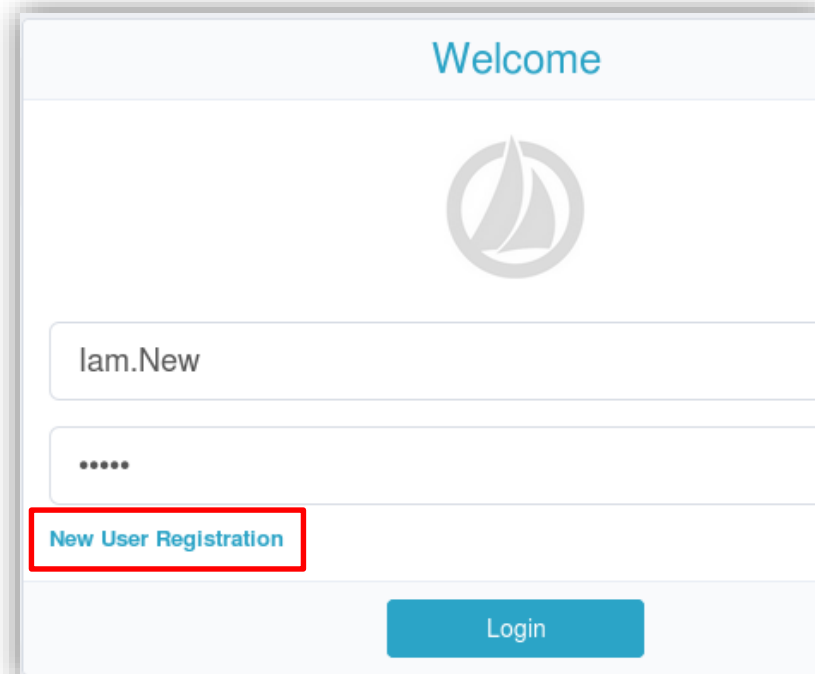 Welcome
Iam.New
•••••
New User Registration
Login